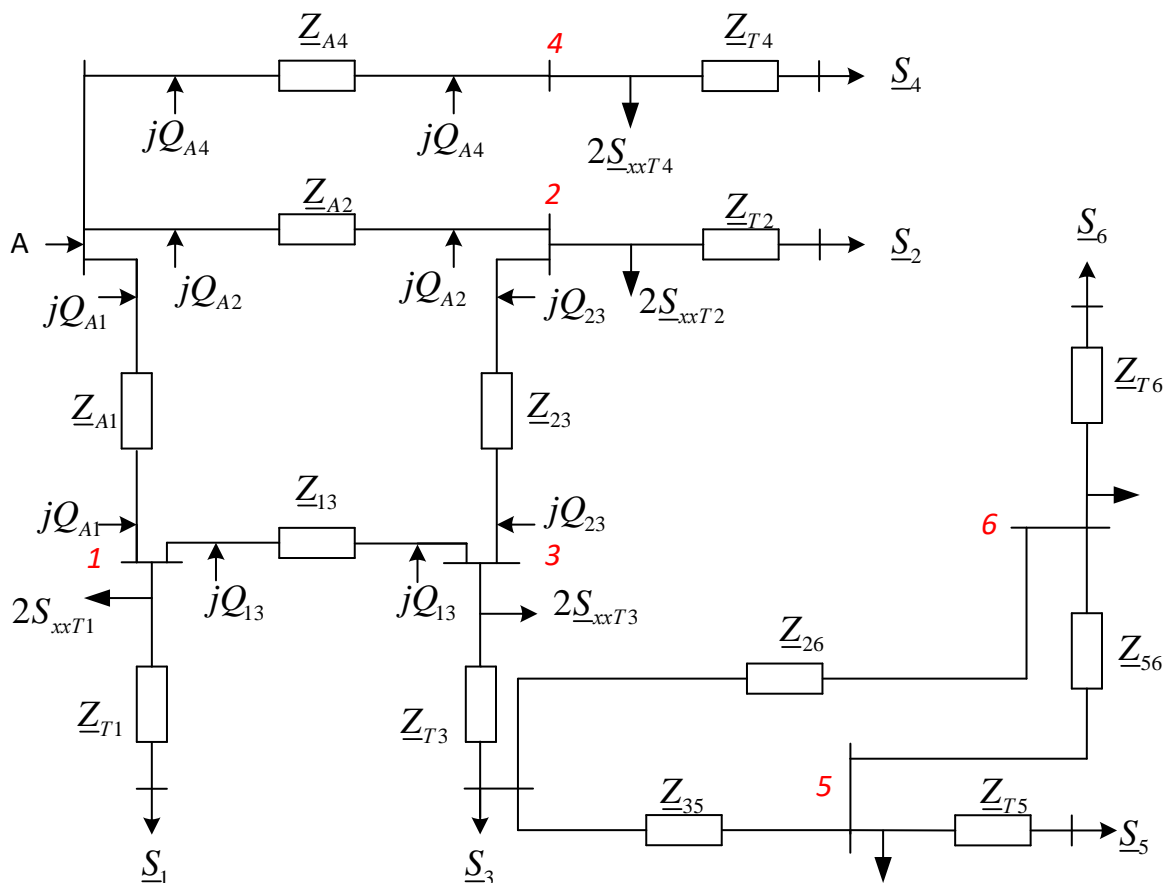 Z_A4
4
Z_T4
S_4
jQ_A4
jQ_A4
2S_xxT4
Z_A2
2
Z_T2
A
S_2
S_6
jQ_A2
jQ_A2
jQ_A1
jQ_23
2S_xxT2
Z_T6
Z_A1
Z_23
jQ_A1
Z_13
jQ_23
6
1
3
2S_xxT1
jQ_13
jQ_13
2S_xxT3
Z_26
Z_56
Z_T1
Z_T3
5
Z_35
Z_T5
S_5
S_1
S_3